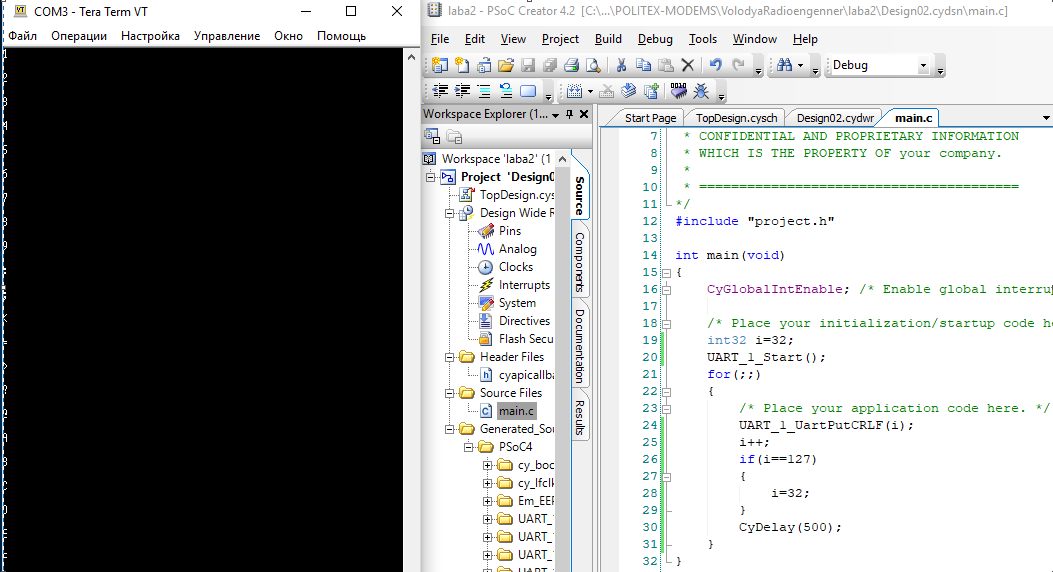 COM3 - Tera Term VT
Файл Операции Настройка Управление Окно Помощь
laba2 - PSoC Creator 4.2 [C:\...\POLITEX-MODEMS\VolodyaRadioengenner\laba2\Design02.cydsn\main.c]
File Edit View Project Build Debug Tools Window Help
Debug
Workspace Explorer (1...
Workspace 'laba2' (1
Project 'Design0
TopDesign.cys
Design Wide R
Pins
Analog
Clocks
Interrupts
System
Directives
Flash Secu
Header Files
cyapicallba
Source Files
main.c
Generated_Sou
PSoC4
cy_boo
cy_lfclk
Em_EEI
UART_
UART_
UART_
Source
Components
Documentation
Results
Start Page TopDesign.cysch Design02.cydwr main.c
7 * CONFIDENTIAL AND PROPRIETARY INFORMATION
8 * WHICH IS THE PROPERTY OF your company.
9 *
10 * ========================================
11 */
12 #include "project.h"
13
14 int main(void)
15 {
16 CyGlobalIntEnable; /* Enable global interru
17
18 /* Place your initialization/startup code he
19 int32 i=32;
20 UART_1_Start();
21 for(;;)
22 {
23 /* Place your application code here. */
24 UART_1_UartPutCRLF(i);
25 i++;
26 if(i==127)
27 {
28 i=32;
29 }
30 CyDelay(500);
31 }
32 }